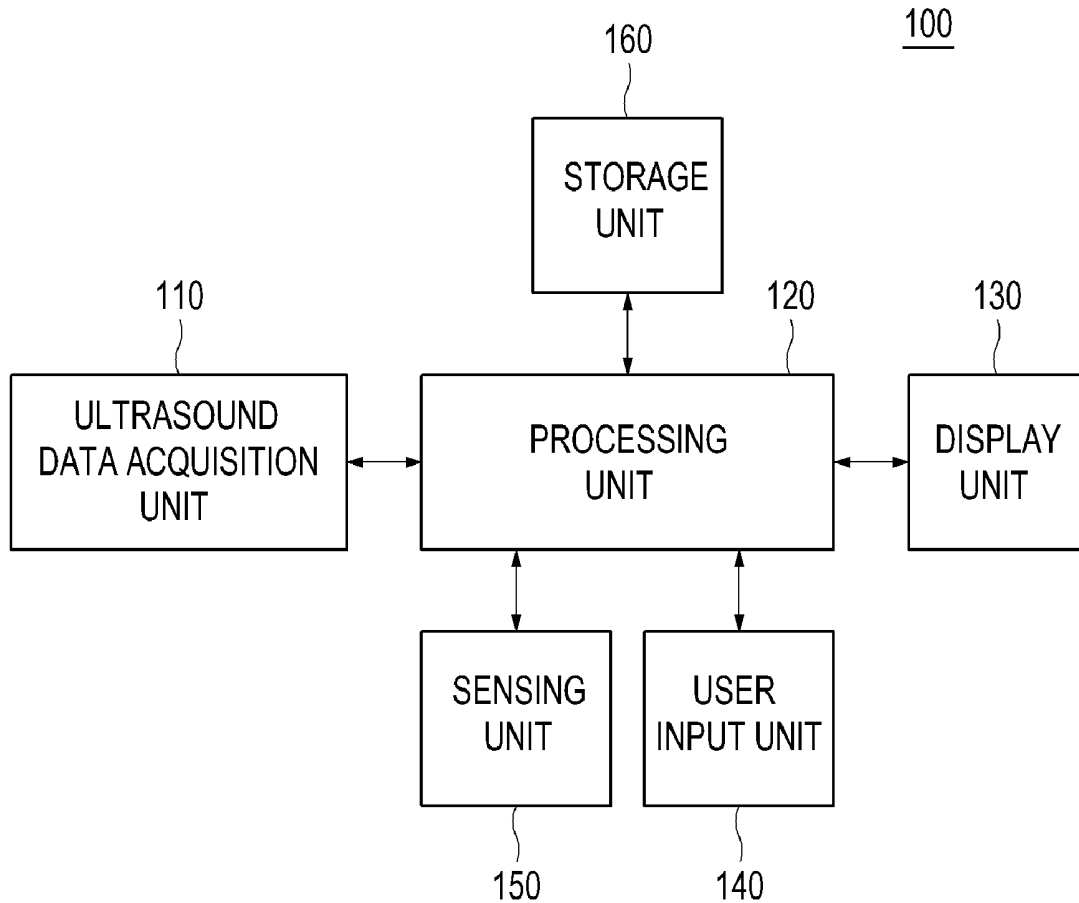 100
160
STORAGE
UNIT
110
120
130
ULTRASOUND
DATA ACQUISITION
UNIT
PROCESSING
UNIT
DISPLAY
UNIT
SENSING
UNIT
USER
INPUT UNIT
150
140